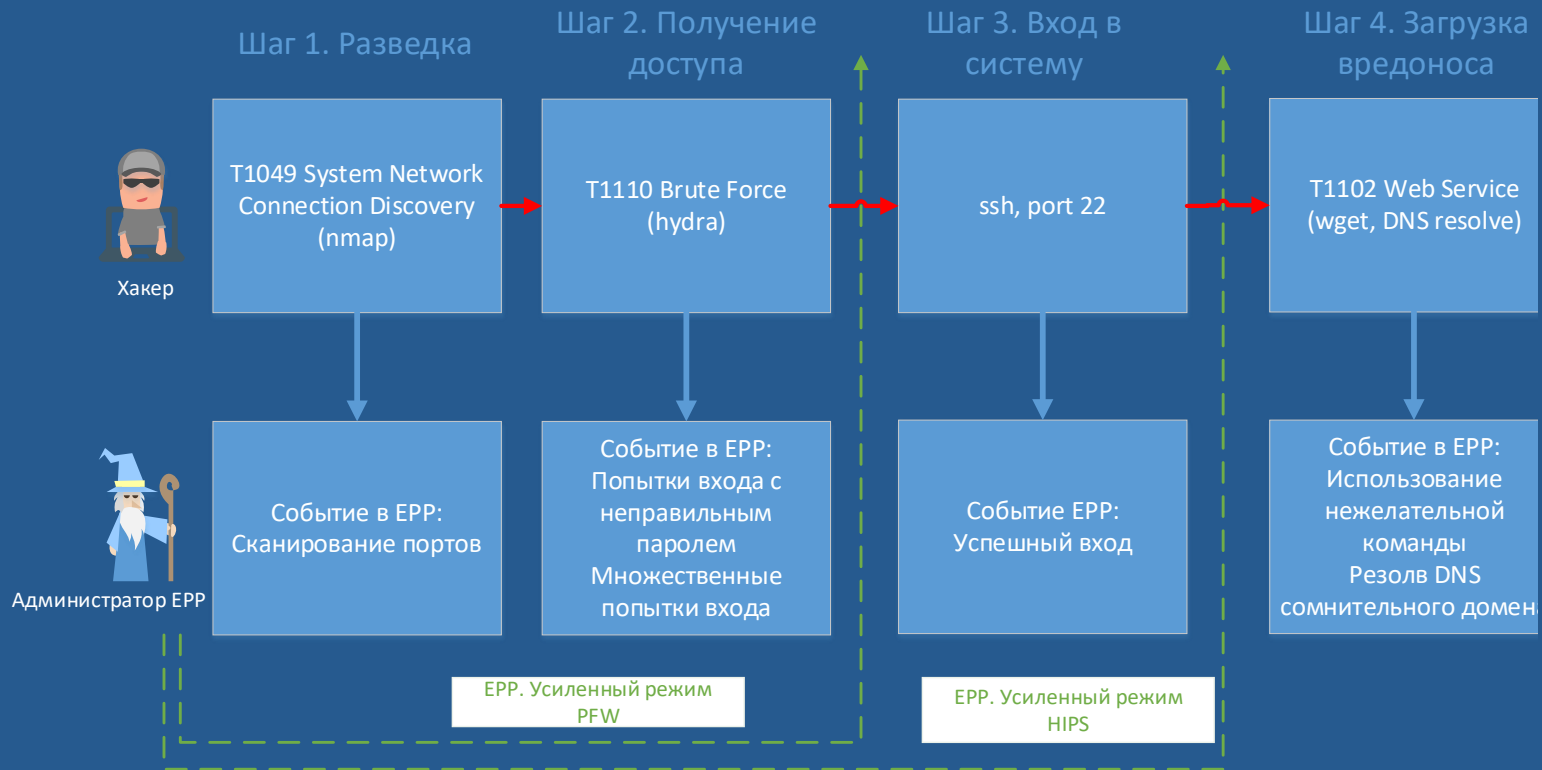 Шаг 1. Разведка
Шаг 2. Получение
доступа
Шаг 3. Вход в
систему
Шаг 4. Загрузка
вредоноса
Хакер
T1049 System Network
Connection Discovery
(nmap)
T1110 Brute Force
(hydra)
ssh, port 22
T1102 Web Service
(wget, DNS resolve)
Администратор EPP
Событие в EPP:
Сканирование портов
Событие в EPP:
Попытки входа с
неправильным
паролем
Множественные
попытки входа
Событие EPP:
Успешный вход
Событие в EPP:
Использование
нежелательной
команды
Резолв DNS
сомнительного домена
EPP. Усиленный режим
PFW
EPP. Усиленный режим
HIPS